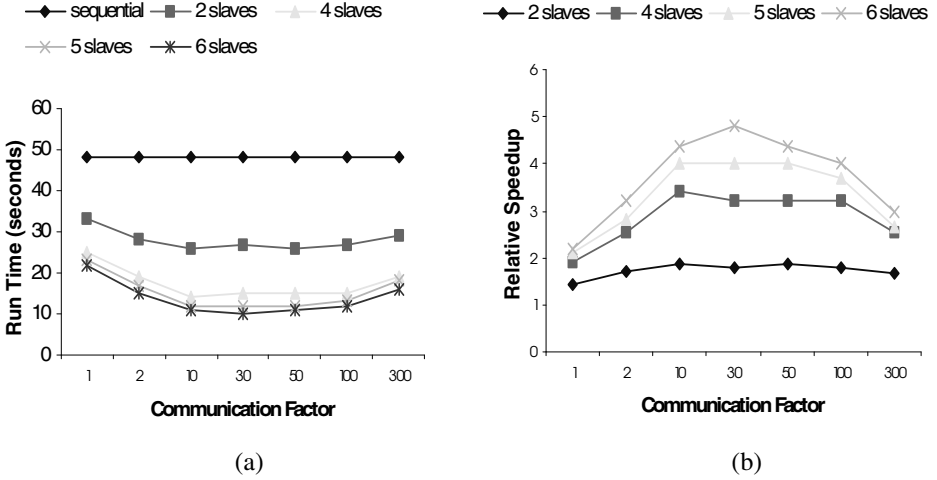 sequential 2 slaves 4 slaves
5 slaves 6 slaves
60
50
40
30
20
10
0
Run Time (seconds)
1 2 10 30 50 100 300
Communication Factor
(a)
2 slaves 4 slaves 5 slaves 6 slaves
6
5
4
3
2
1
0
Relative Speedup
1 2 10 30 50 100 300
Communication Factor
(b)